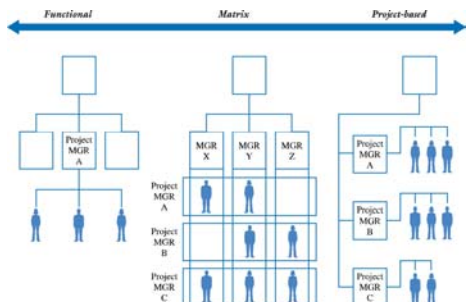 Functional
Matrix
Project-based
Project
MGR
A
MGR
X
MGR
Y
MGR
Z
Project
MGR
A
Project
MGR
B
Project
MGR
C
Project
MGR
A
Project
MGR
B
Project
MGR
C